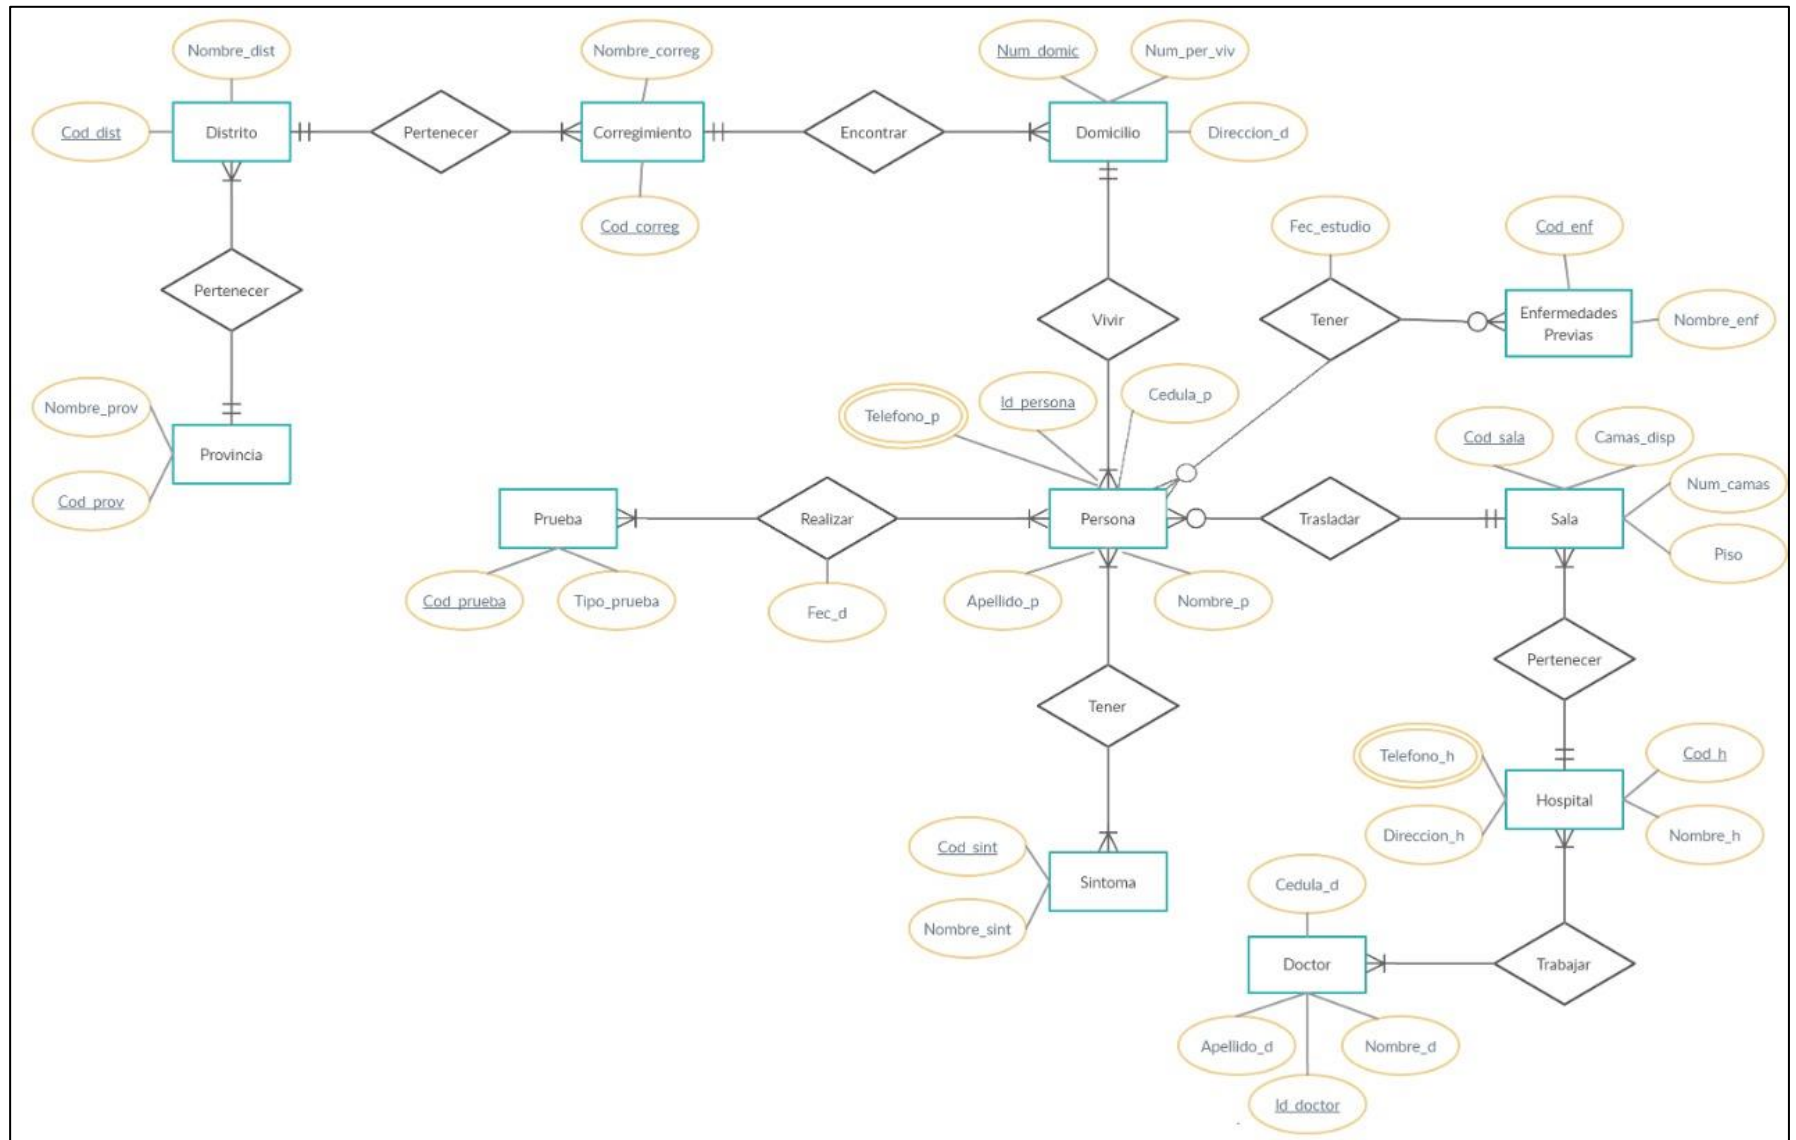 Nombre_dist
Nombre_correg
Num_domic
Num_per_viv
Cod_dist
Distrito
Pertenecer
Corregimiento
Encontrar
Domicilio
Direccion_d
Cod_correg
Fec_estudio
Cod_enf
Pertenecer
Vivir
Tener
Enfermedades
Previas
Nombre_enf
Nombre_prov
Telefono_p
Id_persona
Cedula_p
Provincia
Cod_sala
Camas_disp
Cod_prov
Num_camas
Prueba
Realizar
Persona
Trasladar
Sala
Piso
Cod_prueba
Tipo_prueba
Fec_d
Apellido_p
Nombre_p
Pertenecer
Tener
Telefono_h
Cod_h
Hospital
Direccion_h
Nombre_h
Cod_sint
Sintoma
Nombre_sint
Cedula_d
Doctor
Trabajar
Apellido_d
Nombre_d
Id_doctor